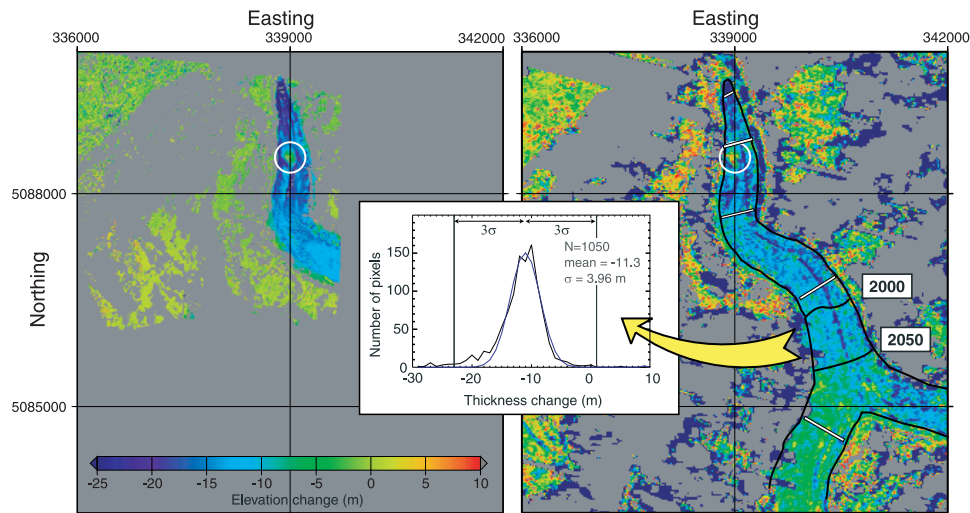 Easting
Easting
336000
339000
342000
336000
339000
342000
Northing
5088000
5085000
3σ
3σ
N=1050
mean = -11.3
σ = 3.96 m
Number of pixels
150
100
50
0
-30
-20
-10
0
10
Thickness change (m)
2000
2050
-25
-20
-15
-10
-5
0
5
10
Elevation change (m)